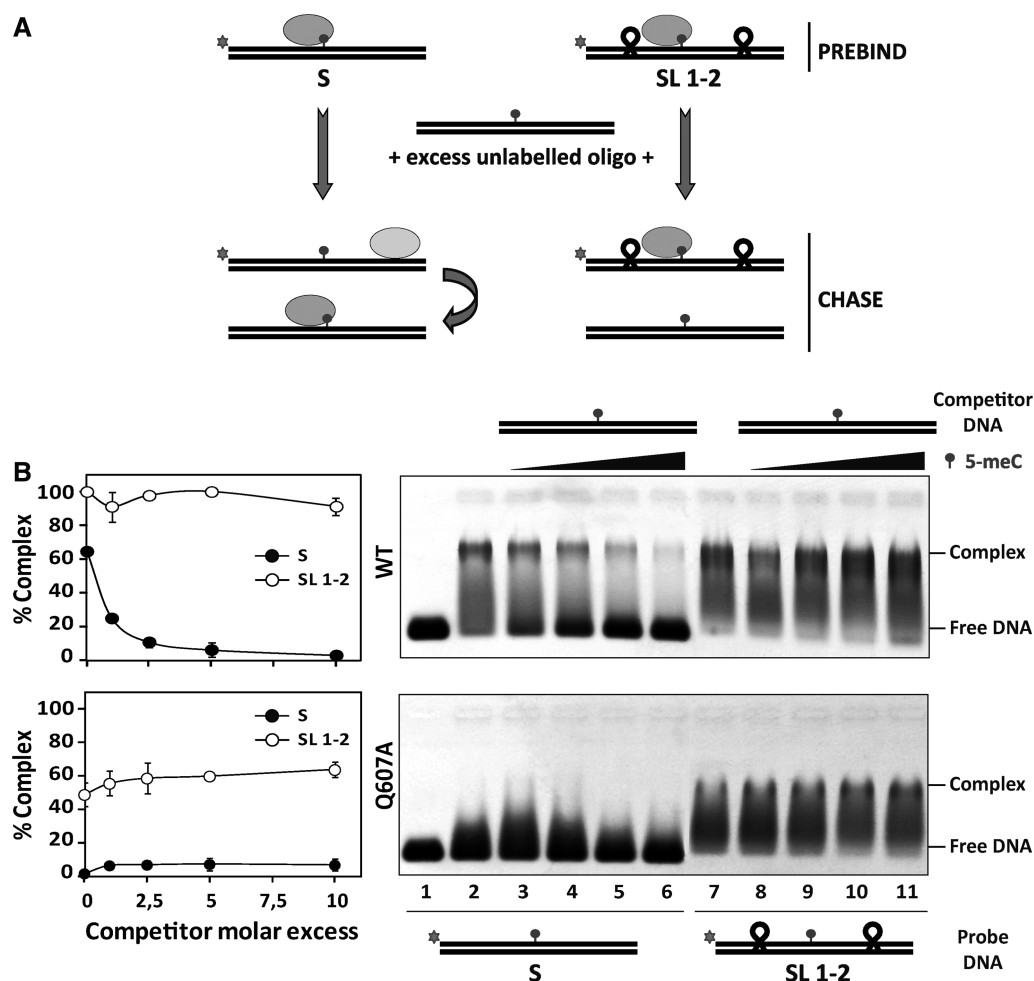 A
S
SL 1-2
PREBIND
+ excess unlabelled oligo +
CHASE
Competitor
DNA
5-meC
B
% Complex
100
80
60
40
20
0
S
SL 1-2
WT
Complex
Free DNA
% Complex
100
80
60
40
20
0
S
SL 1-2
0 2,5 5 7,5 10
Competitor molar excess
Q607A
Complex
Free DNA
1 2 3 4 5 6 7 8 9 10 11
S
SL 1-2
Probe
DNA